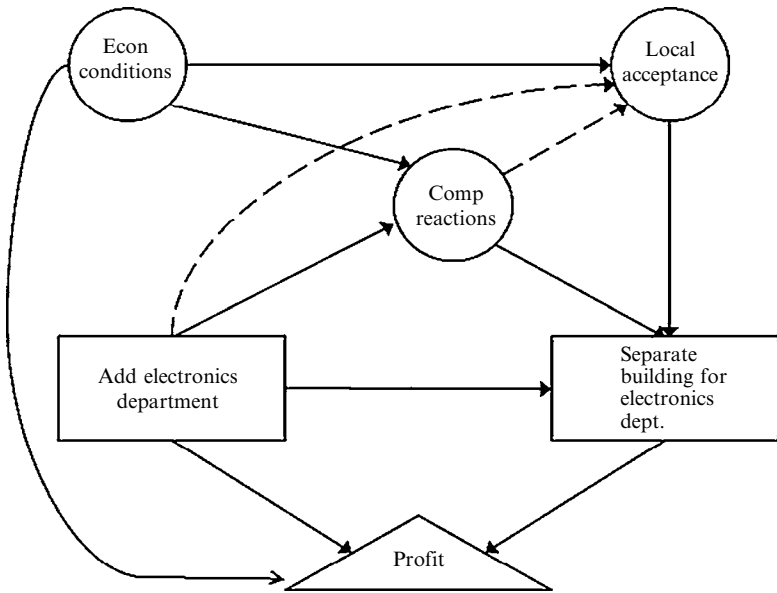 Econ
conditions
Local
acceptance
Comp
reactions
Add electronics
department
Separate
building for
electronics
dept.
Profit